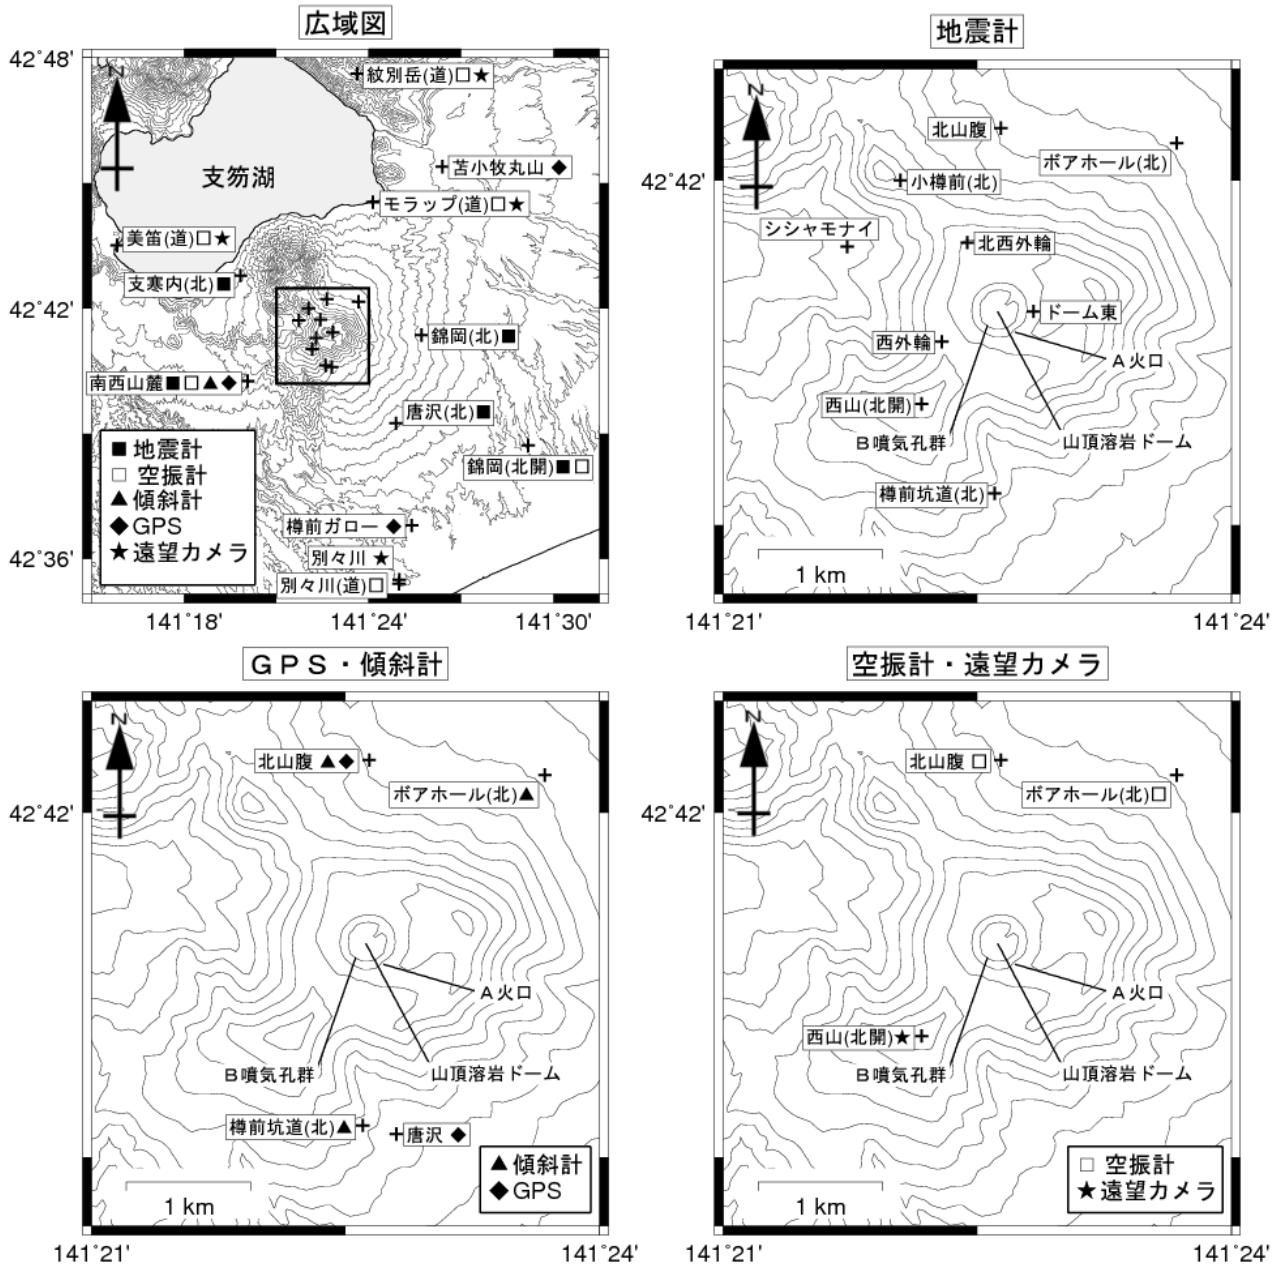 広域図
42°48'
42°42'
42°36'
141°18'
141°24'
141°30'
N
紋別岳(道)□★
苫小牧丸山 ◆
支笏湖
モラップ(道)□★
美笛(道)□★
支寒内(北)■
錦岡(北)■
南西山麓■□▲◆
唐沢(北)■
錦岡(北開)■□
樽前ガロー ◆
別々川 ★
別々川(道)□
■ 地震計
□ 空振計
▲ 傾斜計
◆GPS
★遠望カメラ
地震計
N
42°42'
141°21'
141°24'
北山腹
ボアホール(北)
小樽前(北)
シシャモナイ
北西外輪
ドーム東
西外輪
A火口
西山(北開)
B噴気孔群
山頂溶岩ドーム
樽前坑道(北)
1 km
GPS・傾斜計
N
42°42'
141°21'
141°24'
北山腹 ▲◆
ボアホール(北)▲
A火口
B噴気孔群
山頂溶岩ドーム
樽前坑道(北)▲
唐沢 ◆
1 km
▲傾斜計
◆GPS
空振計・遠望カメラ
N
42°42'
141°21'
141°24'
北山腹 □
ボアホール(北)□
A火口
西山(北開)★
B噴気孔群
山頂溶岩ドーム
1 km
□ 空振計
★遠望カメラ